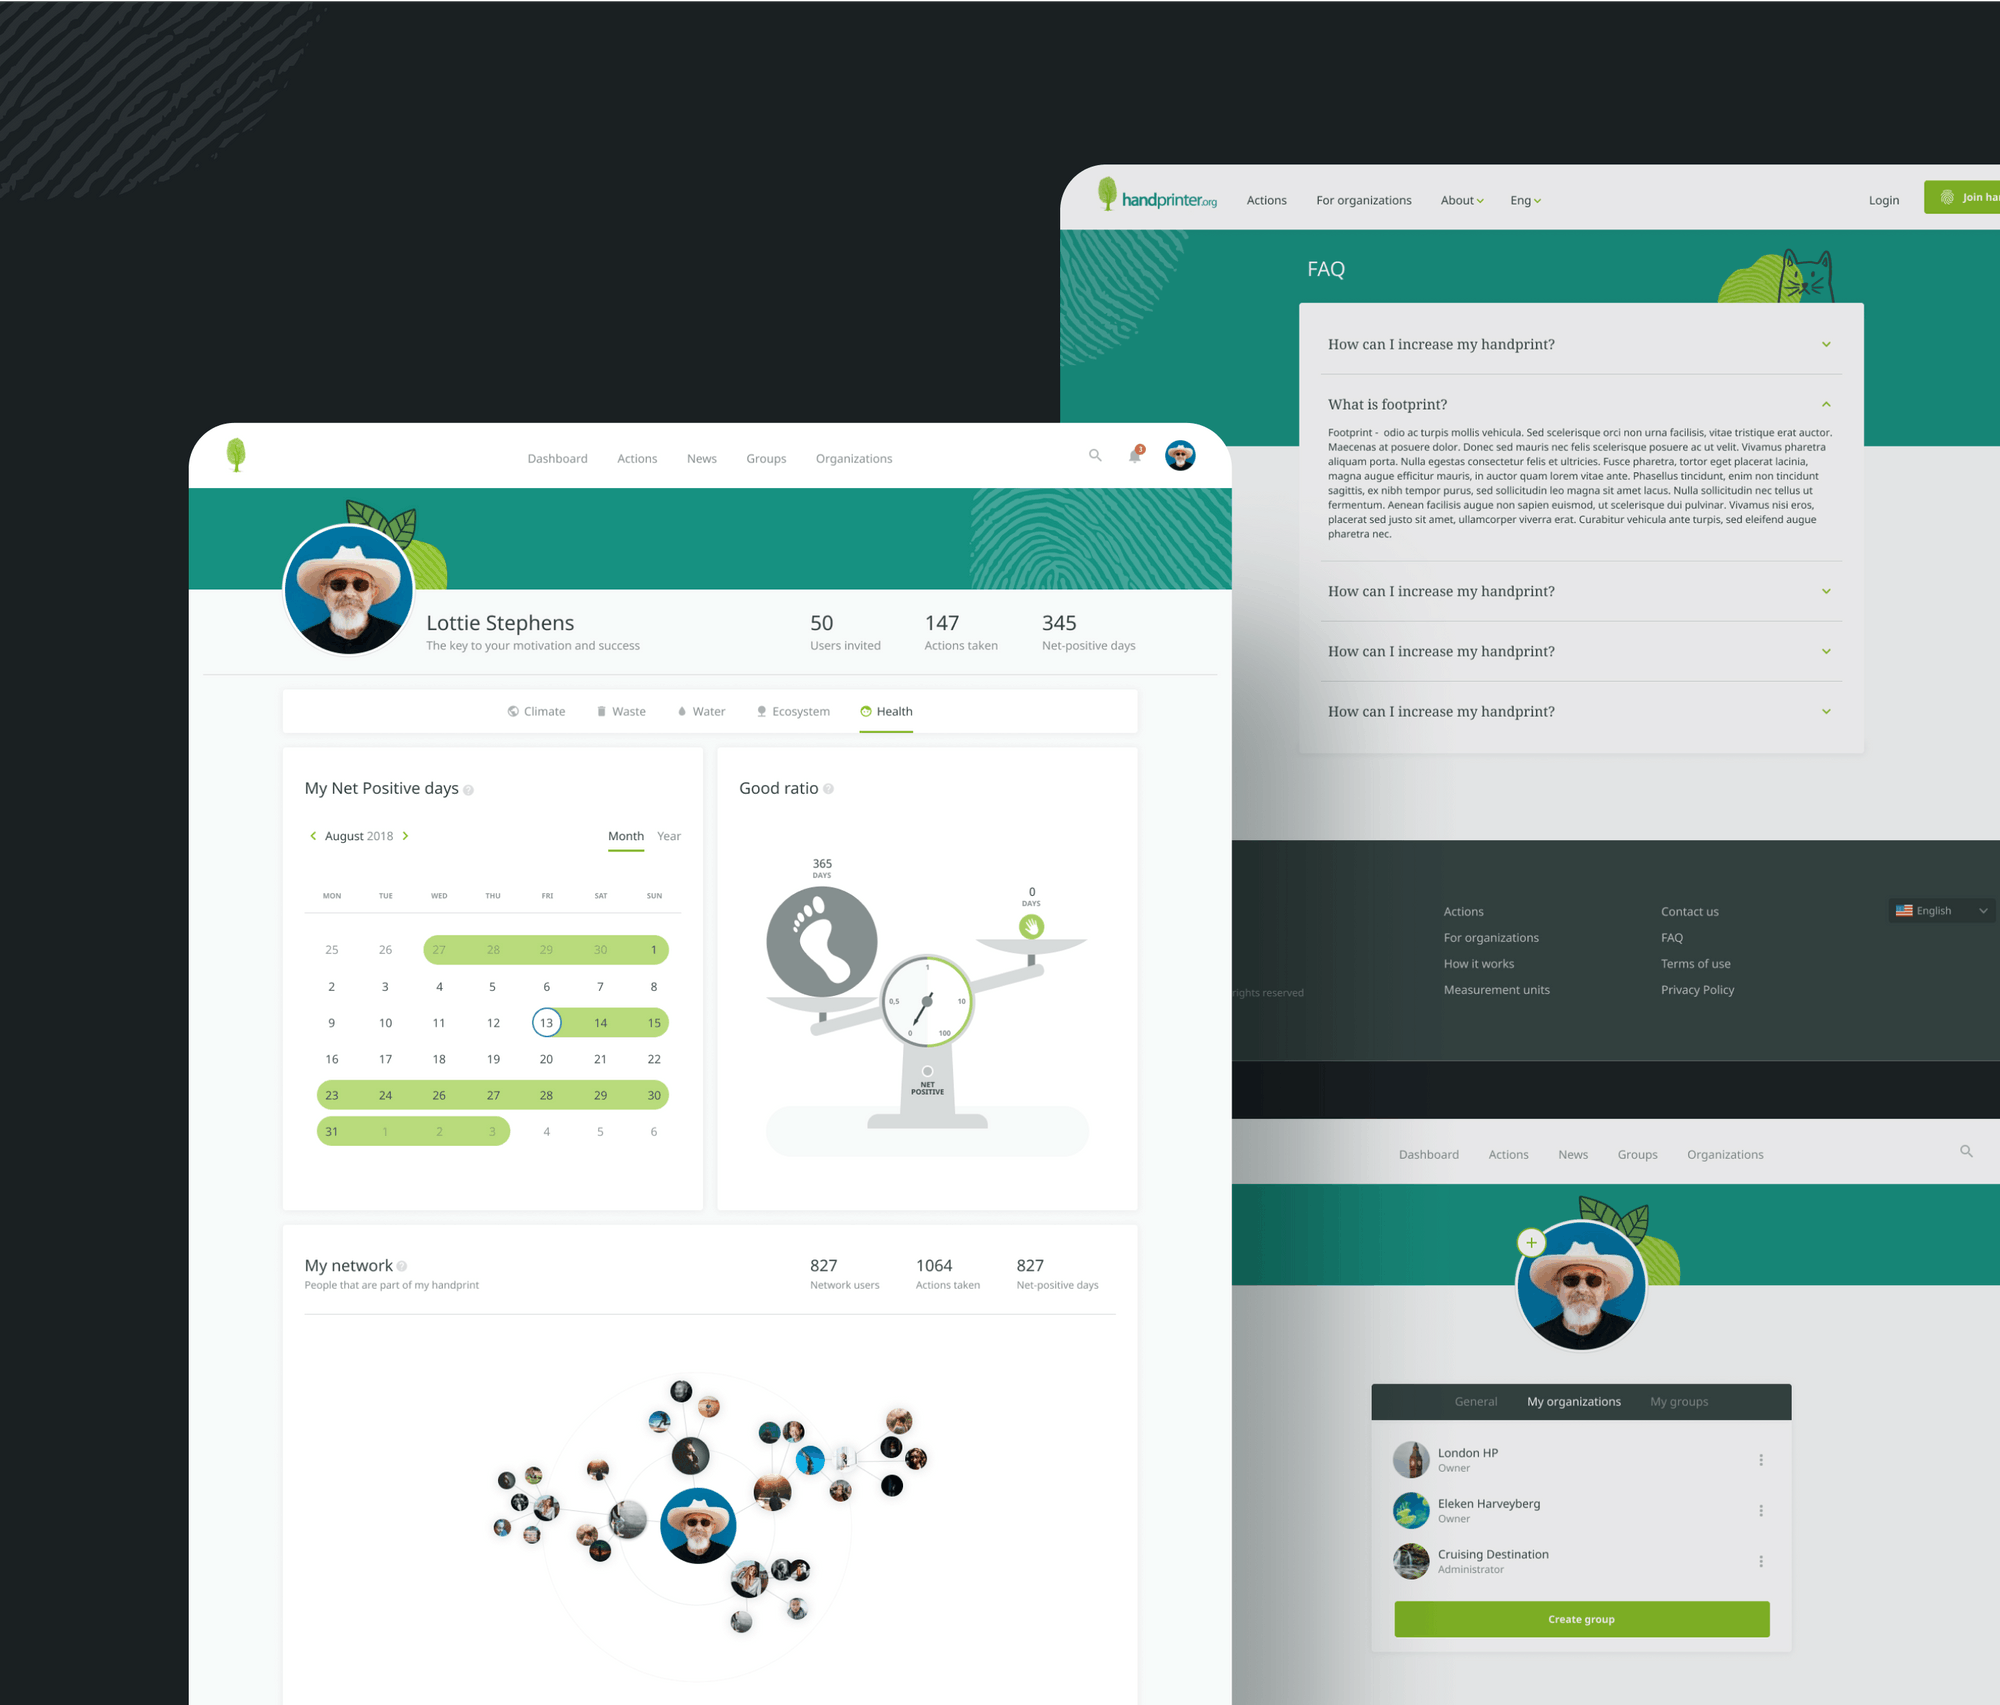 handprinter.org
Actions
For organizations
About
Eng
Login
FAQ
How can I increase my handprint?
What is footprint?
Footprint - odio ac turpis mollis vehicula. Sed scelerisque orci non urna facilisis, vitae tristique erat auctor.
Maecenas at posuere dolor. Donec sed mauris nec felis scelerisque posuere ac ut velit. Vivamus pharetra
aliquam porta. Nulla egestas consectetur felis et ultricies. Fusce pharetra, tortor eget placerat lacinia,
magna augue efficitur mauris, in auctor quam lorem vitae ante. Phasellus tincidunt, enim non tincidunt
sagittis, ex nibh tempor purus, sed sollicitudin leo magna sit amet lacus. Nulla sollicitudin nec tellus ut
fermentum. Aenean facilisis augue non sapien euismod, ut scelerisque dui pulvinar. Vivamus nisi eros,
placerat sed justo sit amet, ullamcorper viverra erat. Curabitur vehicula ante turpis, sed eleifend augue
pharetra nec.
How can I increase my handprint?
How can I increase my handprint?
How can I increase my handprint?
Actions
For organizations
How it works
Measurement units
Contact us
FAQ
Terms of use
Privacy Policy
English
rights reserved
Dashboard
Actions
News
Groups
Organizations
3
Lottie Stephens
The key to your motivation and success
50
Users invited
147
Actions taken
345
Net-positive days
Climate
Waste
Water
Ecosystem
Health
My Net Positive days ?
August 2018
Month
Year
MON TUE WED THU FRI SAT SUN
25 26 27 28 29 30 1
2 3 4 5 6 7 8
9 10 11 12 13 14 15
16 17 18 19 20 21 22
23 24 26 27 28 29 30
31 1 2 3 4 5 6
Good ratio ?
365
DAYS
0
DAYS
1
0,5
10
0
100
NET
POSITIVE
My network ?
People that are part of my handprint
827
Network users
1064
Actions taken
827
Net-positive days
Dashboard
Actions
News
Groups
Organizations
General
My organizations
My groups
London HP
Owner
Eleken Harveyberg
Owner
Cruising Destination
Administrator
Create group